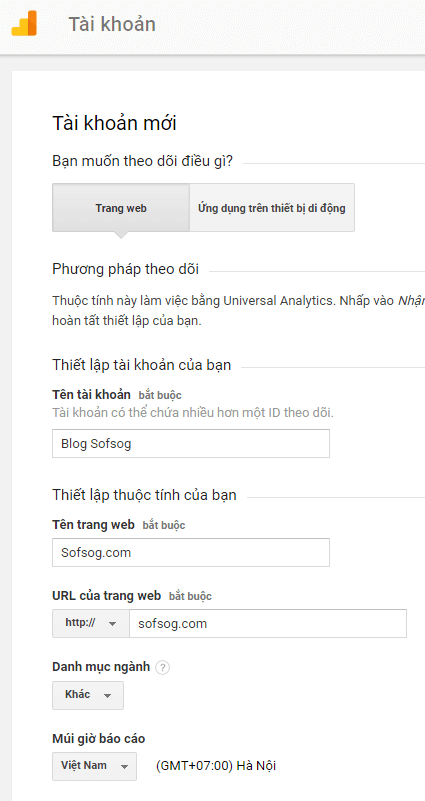 Tài khoản
Tài khoản mới
Bạn muốn theo dõi điều gì?
Trang web
Ứng dụng trên thiết bị di động
Phương pháp theo dõi
Thuộc tính này làm việc bằng Universal Analytics. Nhấp vào
hoàn tất thiết lập của bạn.
Thiết lập tài khoản của bạn
Tên tài khoản bắt buộc
Tài khoản có thể chứa nhiều hơn một ID theo dõi.
Blog Sofsog
Thiết lập thuộc tính của bạn
Tên trang web bắt buộc
Sofsog.com
URL của trang web bắt buộc
http:// sofsog.com
Danh mục ngành ?
Khác
Múi giờ báo cáo
Việt Nam (GMT+07:00) Hà Nội